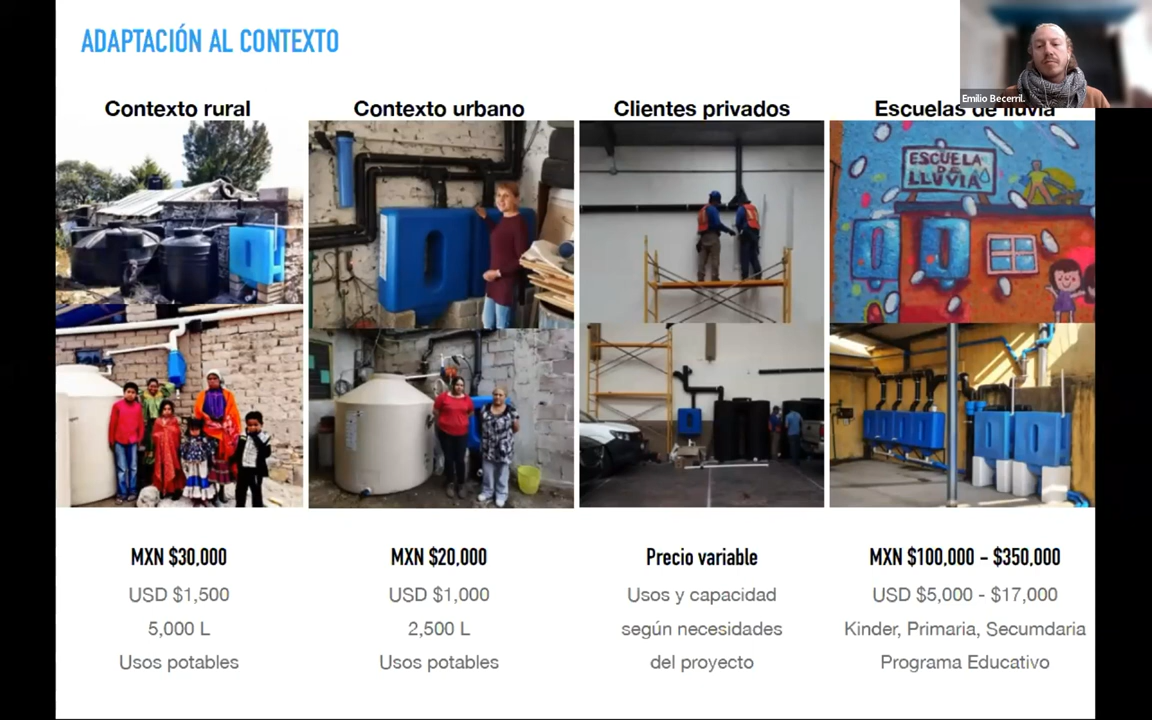 ADAPTACIÓN AL CONTEXTO
Emilio Becerril.
Contexto rural
Contexto urbano
Clientes privados
Escuelas de lluvia
ESCUELA
DE
LLUVIA
MXN $30,000
USD $1,500
5,000 L
Usos potables
MXN $20,000
USD $1,000
2,500 L
Usos potables
Precio variable
Usos y capacidad
según necesidades
del proyecto
MXN $100,000 - $350,000
USD $5,000 - $17,000
Kinder, Primaria, Secumdaria
Programa Educativo